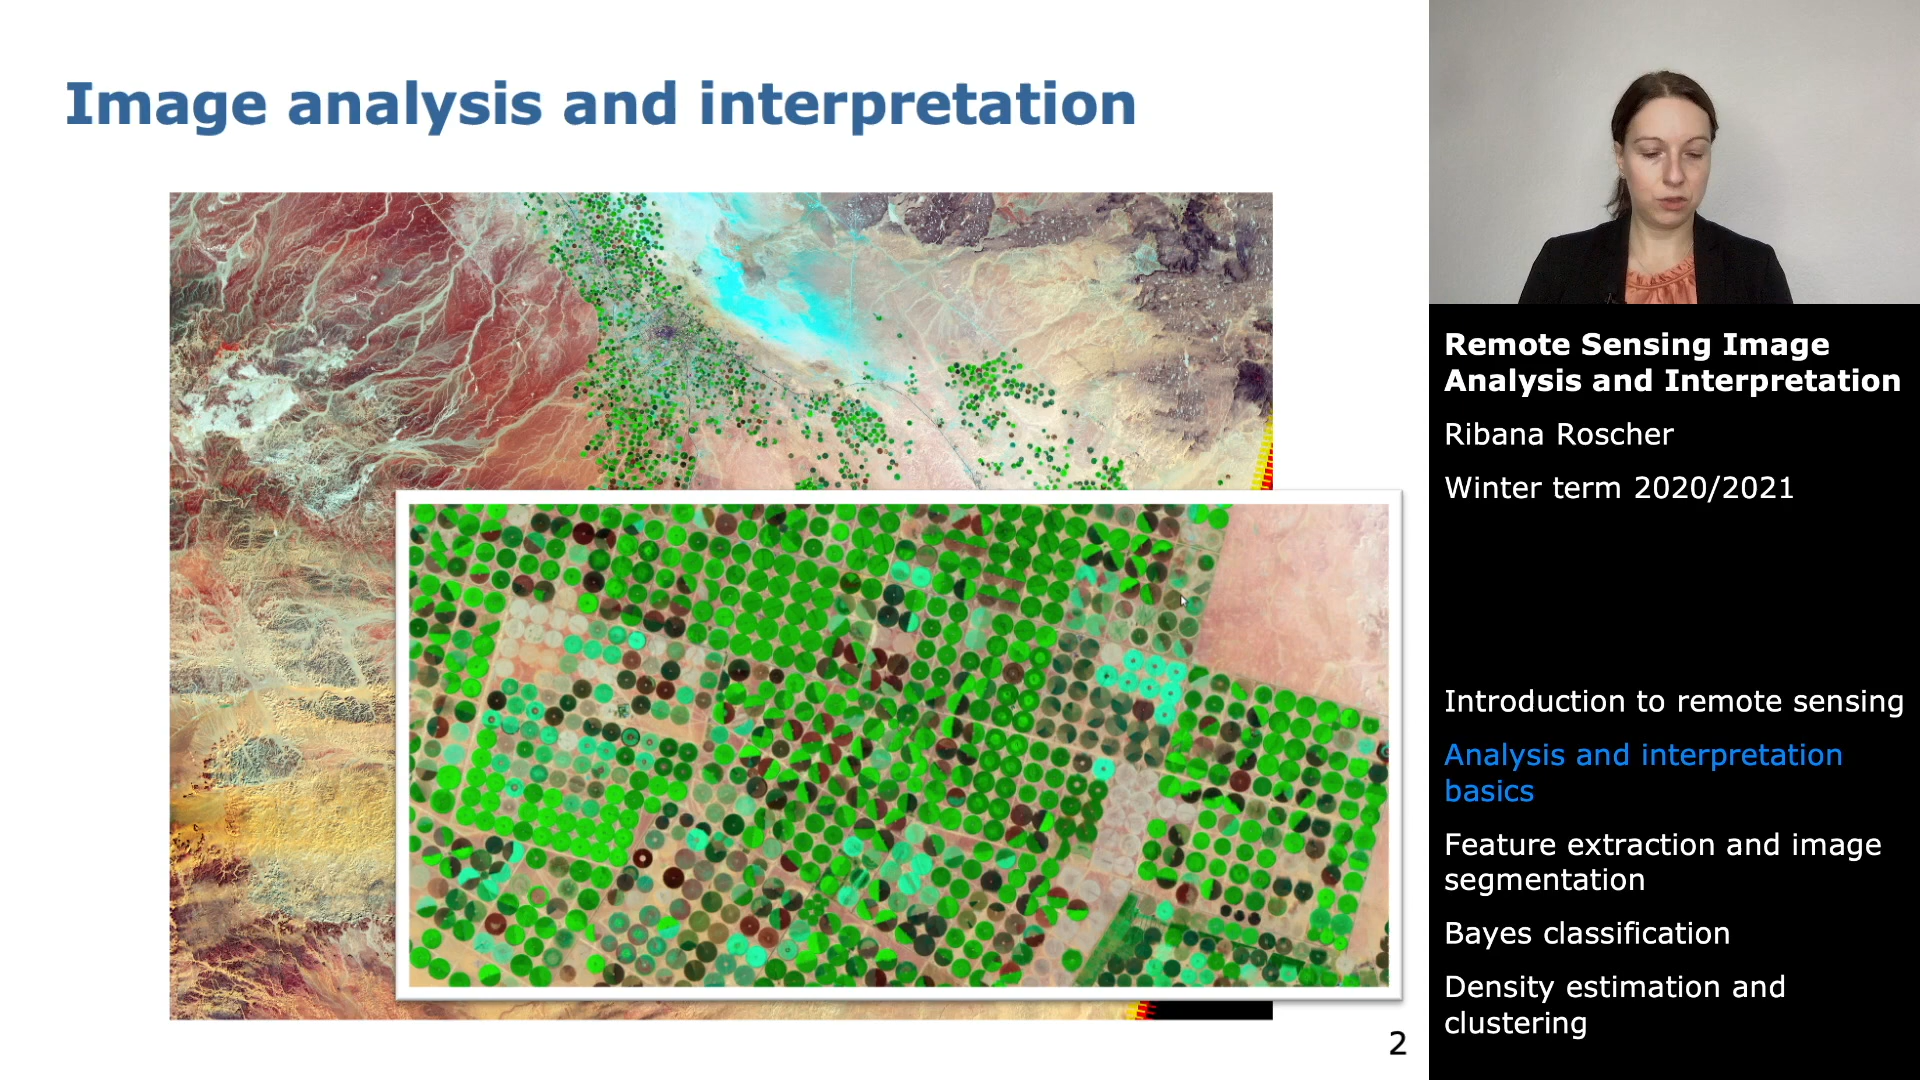 Image analysis and interpretation
2
Remote Sensing Image
Analysis and Interpretation
Ribana Roscher
Winter term 2020/2021
Introduction to remote sensing
Analysis and interpretation
basics
Feature extraction and image
segmentation
Bayes classification
Density estimation and
clustering